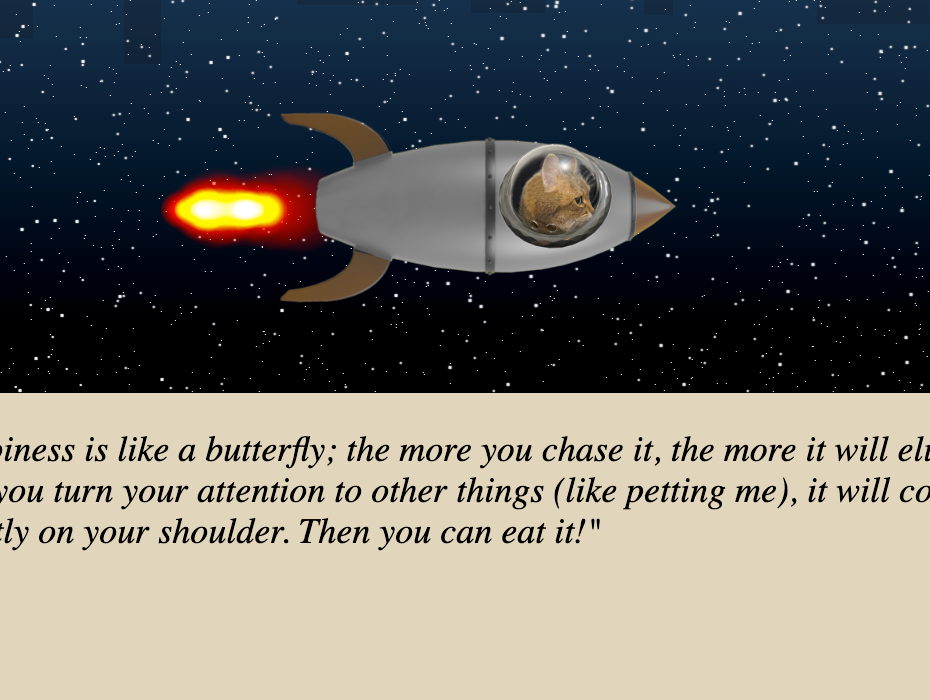 piness is like a butterfly; the more you chase it, the more it will elu
you turn your attention to other things (like petting me), it will co
tly on your shoulder. Then you can eat it!"